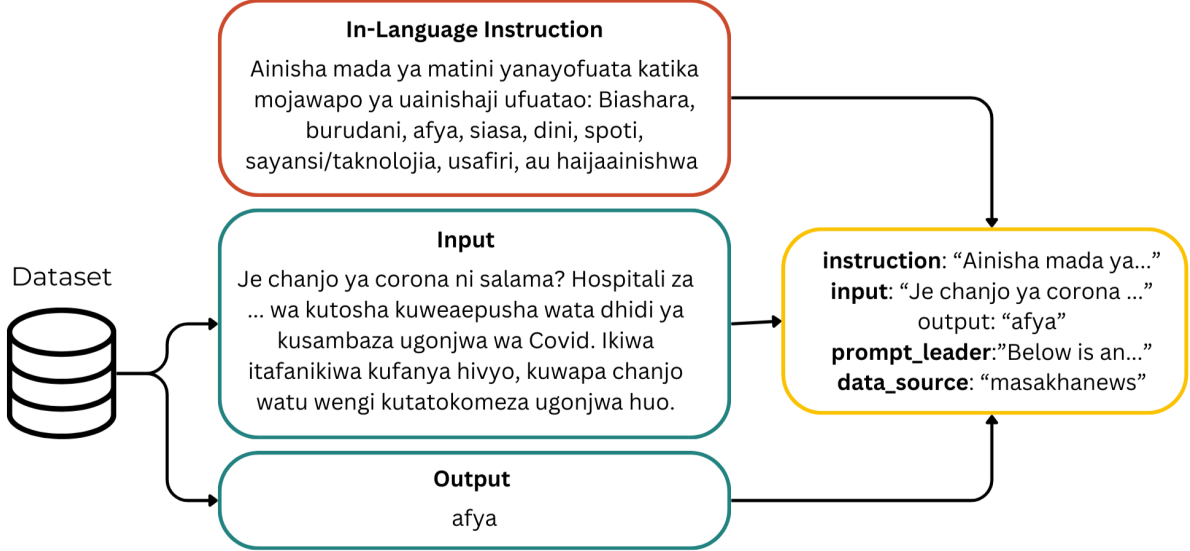 In-Language Instruction
Ainisha mada ya matini yanayofuata katika
mojawapo ya uainishaji ufuatao: Biashara,
burudani, afya, siasa, dini, spoti,
sayansi/taknolojia, usafiri, au haijaainishwa
Dataset
Input
Je chanjo ya corona ni salama? Hospitali za
... wa kutosha kuweaepusha wata dhidi ya
kusambaza ugonjwa wa Covid. Ikiwa
itafanikiwa kufanya hivyo, kuwapa chanjo
watu wengi kutatokomeza ugonjwa huo.
Output
afya
instruction: “Ainisha mada ya...”
input: “Je chanjo ya corona ...”
output: “afya”
prompt_leader:”Below is an...”
data_source: “masakhanews”